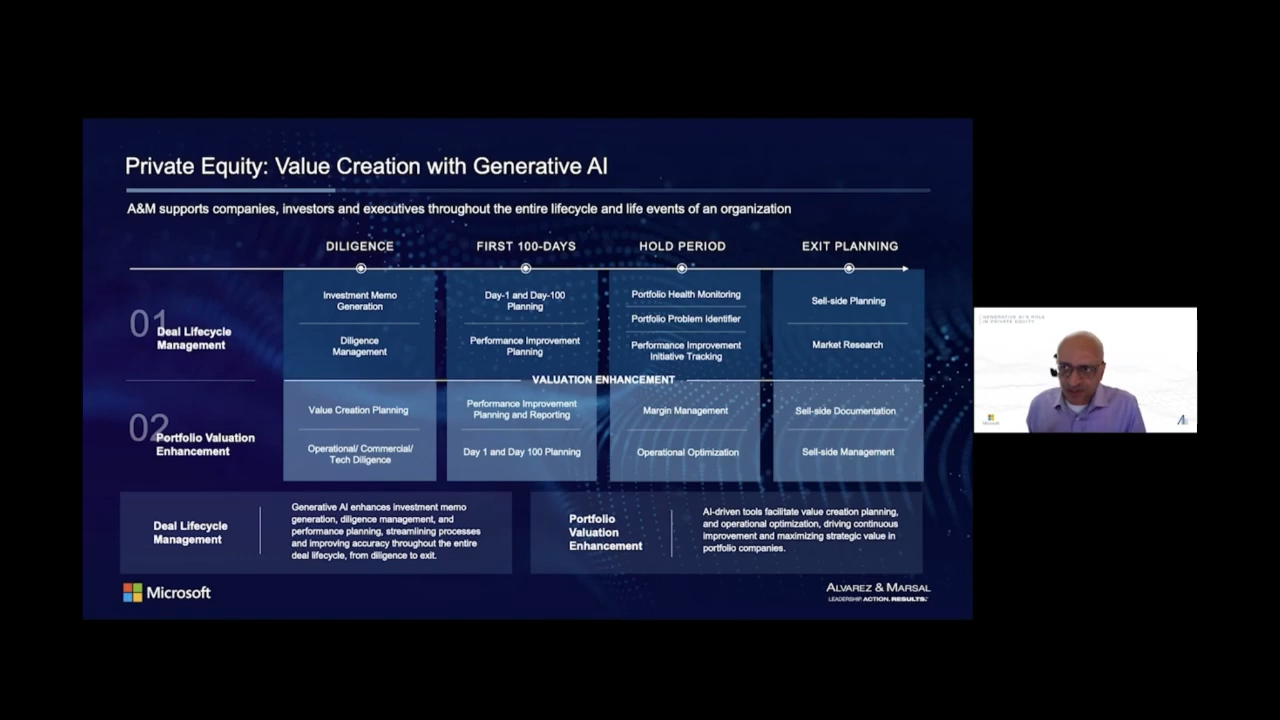 Private Equity: Value Creation with Generative AI
A&M supports companies, investors and executives throughout the entire lifecycle and life events of an organization
DILIGENCE
FIRST 100-DAYS
HOLD PERIOD
EXIT PLANNING
01
Deal Lifecycle
Management
Investment Memo
Generation
Diligence
Management
Day-1 and Day-100
Planning
Performance Improvement
Planning
Portfolio Health Monitoring
Portfolio Problem Identifier
Performance Improvement
Initiative Tracking
Sell-side Planning
Market Research
VALUATION ENHANCEMENT
02
Portfolio Valuation
Enhancement
Value Creation Planning
Operational/ Commercial/
Tech Diligence
Performance Improvement
Planning and Reporting
Day 1 and Day 100 Planning
Margin Management
Operational Optimization
Sell-side Documentation
Sell-side Management
Deal Lifecycle
Management
Generative AI enhances investment memo
generation, diligence management, and
performance planning, streamlining processes
and improving accuracy throughout the entire
deal lifecycle, from diligence to exit.
Portfolio
Valuation
Enhancement
AI-driven tools facilitate value creation planning,
and operational optimization, driving continuous
improvement and maximizing strategic value in
portfolio companies.
Microsoft
ALVAREZ & MARSAL
LEADERSHIP. ACTION. RESULTS.™
GENERATIVE AI'S ROLE
IN PRIVATE EQUITY
Microsoft